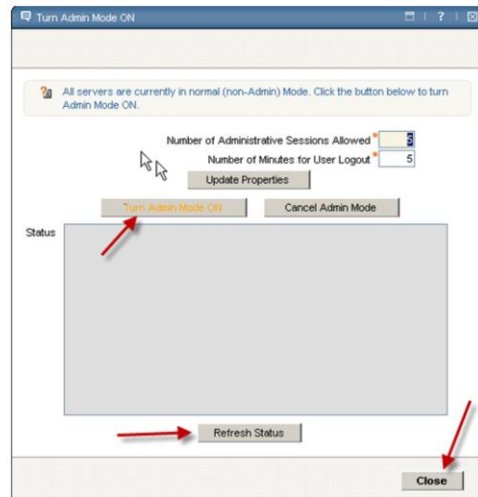 Turn Admin Mode ON
All servers are currently in normal (non-Admin) Mode. Click the button below to turn
Admin Mode ON.
Number of Administrative Sessions Allowed * 5
Number of Minutes for User Logout * 5
Update Properties
Turn Admin Mode ON Cancel Admin Mode
Status
Refresh Status
Close